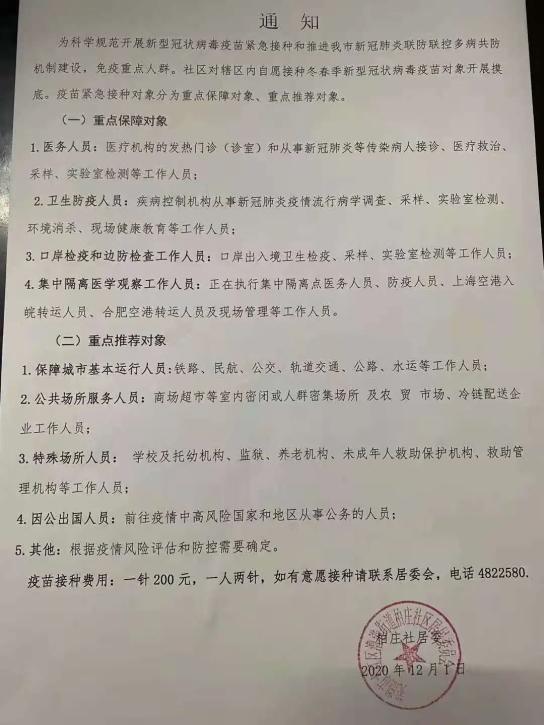 通 知
为科学规范开展新型冠状病毒疫苗紧急接种和推进我市新冠肺炎联防联控多病共防
机制建设，免疫重点人群。社区对辖区内自愿接种冬春季新型冠状病毒疫苗对象开展摸
底。疫苗紧急接种对象分为重点保障对象、重点推荐对象。
（一）重点保障对象
1.医务人员：医疗机构的发热门诊（诊室）和从事新冠肺炎等传染病人接诊、医疗救治、
采样、实验室检测等工作人员；
2.卫生防疫人员：疾病控制机构从事新冠肺炎疫情流行病学调查、采样、实验室检测、
环境消杀、现场健康教育等工作人员；
3.口岸检疫和边防检查工作人员：口岸出入境卫生检疫、采样、实验室检测等工作人员；
4.集中隔离医学观察工作人员：正在执行集中隔离点医务人员、防疫人员、上海空港入
皖转运人员、合肥空港转运人员及现场管理等工作人员。
（二）重点推荐对象
1.保障城市基本运行人员:铁路、民航、公交、轨道交通、公路、水运等工作人员；
2.公共场所服务人员：商场超市等室内密闭或人群密集场所 及农 贸 市场、冷链配送企
业工作人员；
3.特殊场所人员： 学校及托幼机构、监狱、养老机构、未成年人救助保护机构、救助管
理机构等工作人员；
4.因公出国人员：前往疫情中高风险国家和地区从事公务的人员；
5.其他：根据疫情风险评估和防控需要确定。
疫苗接种费用：一针200元，一人两针，如有意愿接种请联系居委会，电话4822580.
柏庄社居委
2020年12月1日